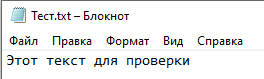 Тест.txt – Блокнот
Файл Правка Формат Вид Справка
Этот текст для проверки